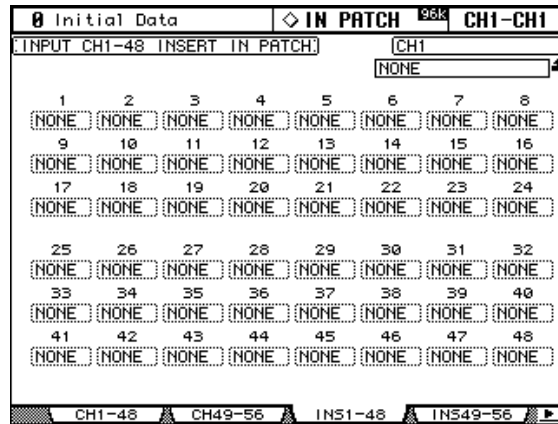 0 Initial Data ◇ IN PATCH 96K CH1-CH1
INPUT CH1-48 INSERT IN PATCH CH1
NONE
1 2 3 4 5 6 7 8
NONE NONE NONE NONE NONE NONE NONE NONE
9 10 11 12 13 14 15 16
NONE NONE NONE NONE NONE NONE NONE NONE
17 18 19 20 21 22 23 24
NONE NONE NONE NONE NONE NONE NONE NONE
25 26 27 28 29 30 31 32
NONE NONE NONE NONE NONE NONE NONE NONE
33 34 35 36 37 38 39 40
NONE NONE NONE NONE NONE NONE NONE NONE
41 42 43 44 45 46 47 48
NONE NONE NONE NONE NONE NONE NONE NONE
CH1-48 CH49-56 INS1-48 INS49-56